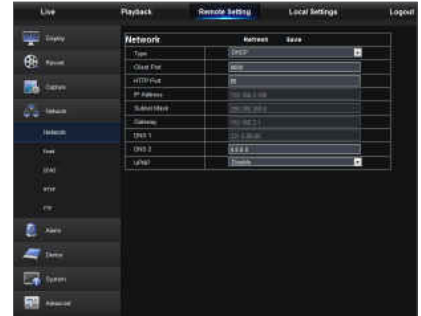 Live Playback Remote Setting Local Settings Logout
Display
Record
Capture
Network
Network
Email
DDNS
RTSP
FTP
Alarm
Device
System
Advanced
Network Refresh Save
Type DHCP
Client Port
HTTP Port 80
IP Address
Subnet Mask
Gateway
DNS 1
DNS 2 8.8.8.8
UPNP Disable